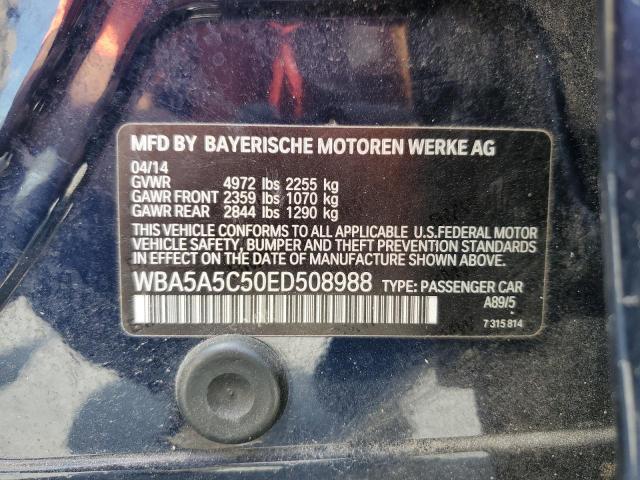 MFD BY BAYERISCHE MOTOREN WERKE AG
04/14
GVWR 4972 lbs 2255 kg
GAWR FRONT 2359 lbs 1070 kg
GAWR REAR 2844 lbs 1290 kg
THIS VEHICLE CONFORMS TO ALL APPLICABLE U.S.FEDERAL MOTOR
VEHICLE SAFETY, BUMPER AND THEFT PREVENTION STANDARDS
IN EFFECT ON THE DATE OF MANUFACTURE SHOWN ABOVE.
WBA5A5C50ED508988 TYPE: PASSENGER CAR
A89/5
7 315 814